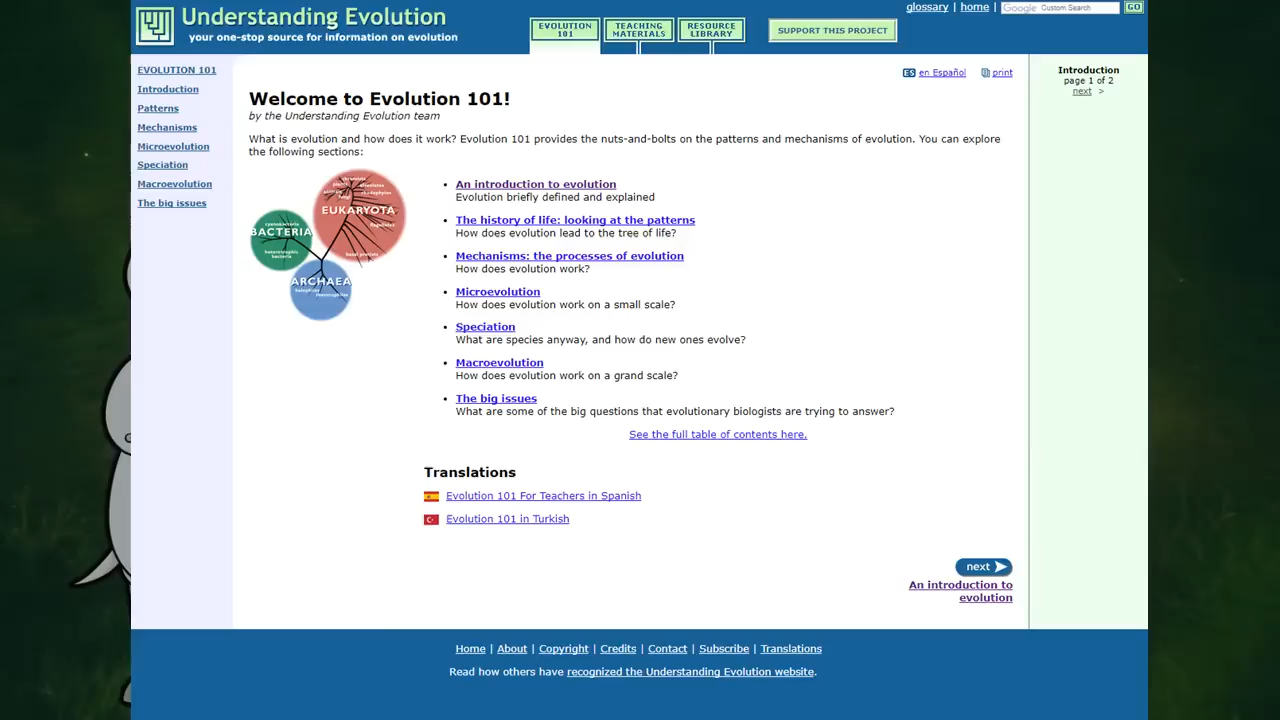 Understanding Evolution
your one-stop source for information on evolution
EVOLUTION 101
TEACHING MATERIALS
RESOURCE LIBRARY
SUPPORT THIS PROJECT
glossary | home | Google Custom Search GO
EVOLUTION 101
Introduction
Patterns
Mechanisms
Microevolution
Speciation
Macroevolution
The big issues
ES en Español print
Welcome to Evolution 101!
by the Understanding Evolution team
What is evolution and how does it work? Evolution 101 provides the nuts-and-bolts on the patterns and mechanisms of evolution. You can explore
the following sections:
EUKARYOTA
BACTERIA
ARCHAEA
• An introduction to evolution
Evolution briefly defined and explained
• The history of life: looking at the patterns
How does evolution lead to the tree of life?
• Mechanisms: the processes of evolution
How does evolution work?
• Microevolution
How does evolution work on a small scale?
• Speciation
What are species anyway, and how do new ones evolve?
• Macroevolution
How does evolution work on a grand scale?
• The big issues
What are some of the big questions that evolutionary biologists are trying to answer?
See the full table of contents here.
Translations
Evolution 101 For Teachers in Spanish
Evolution 101 in Turkish
next
An introduction to
evolution
Introduction
page 1 of 2
next >
Home | About | Copyright | Credits | Contact | Subscribe | Translations
Read how others have recognized the Understanding Evolution website.